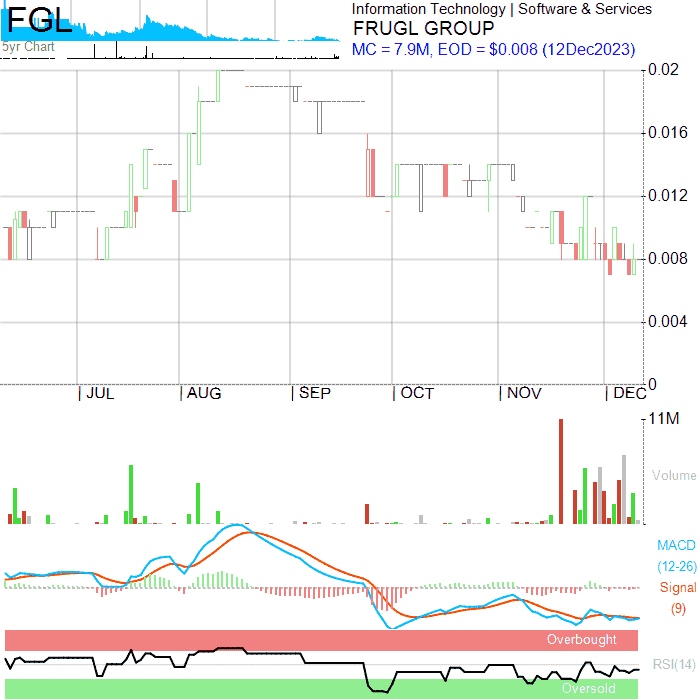 FGL
5yr Chart
Information Technology | Software & Services
FRUGL GROUP
MC = 7.9M, EOD = $0.008 (12Dec2023)
0.02
0.016
0.012
0.008
0.004
0
| JUL | AUG | SEP | OCT | NOV | DEC
11M
Volume
MACD
(12-26)
Signal
(9)
Overbought
RSI(14)
Oversold